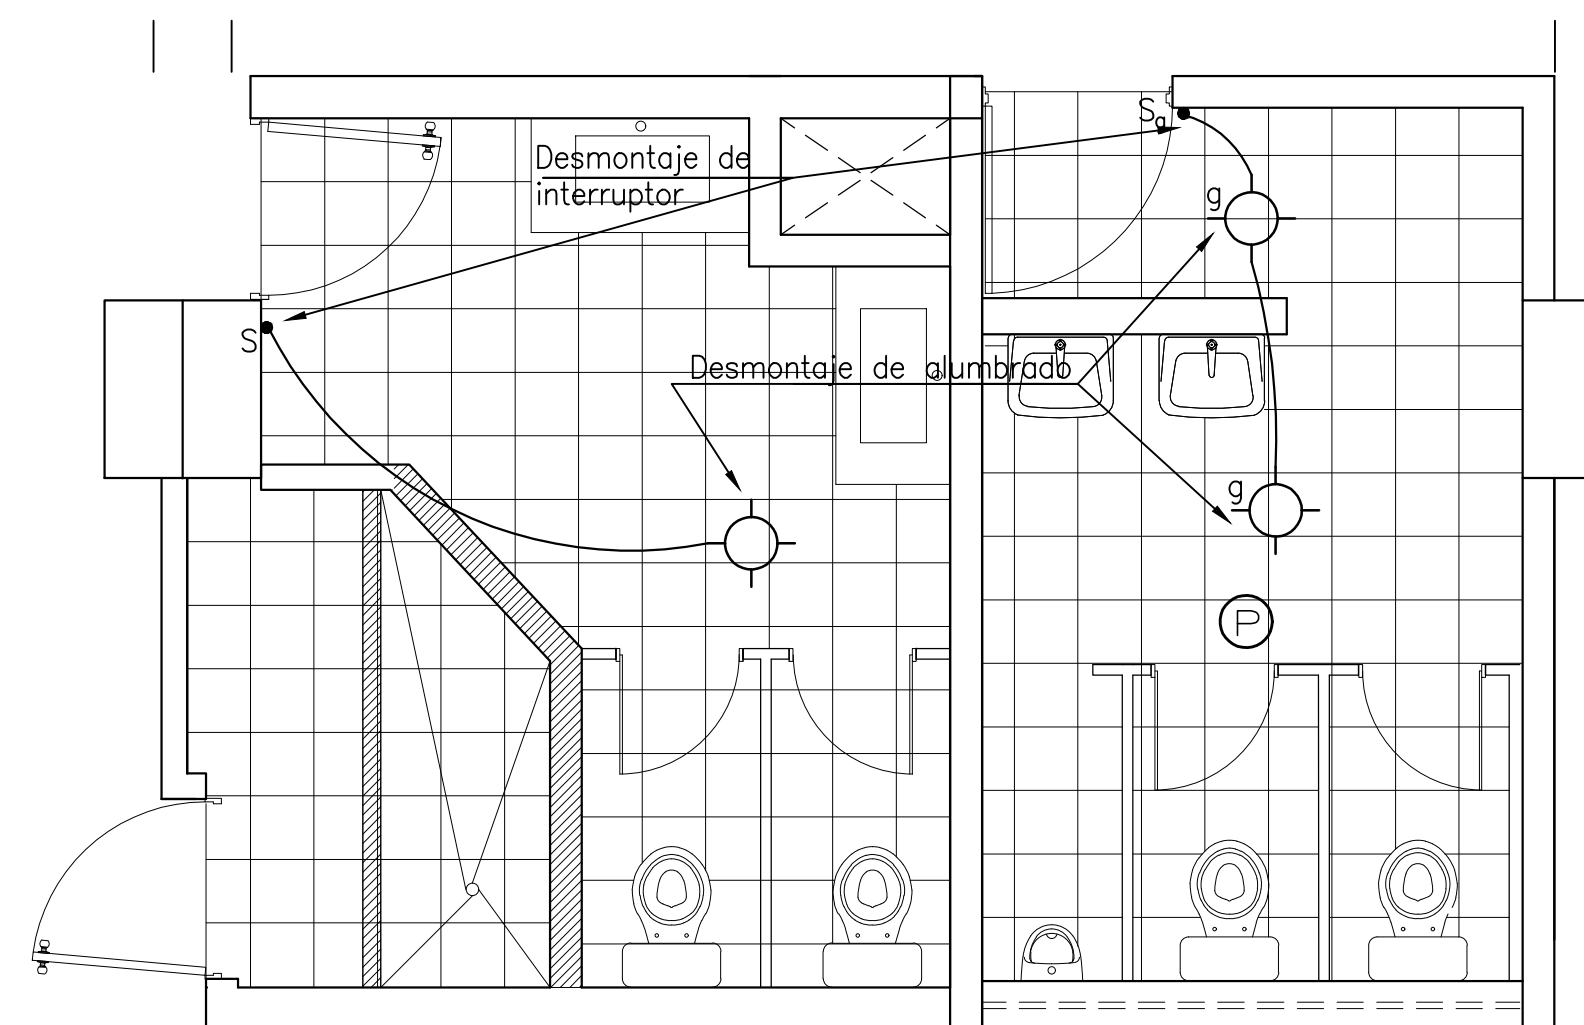 Sa
Desmontaje de
interruptor
g
S
Desmontaje de alumbrado
g
P